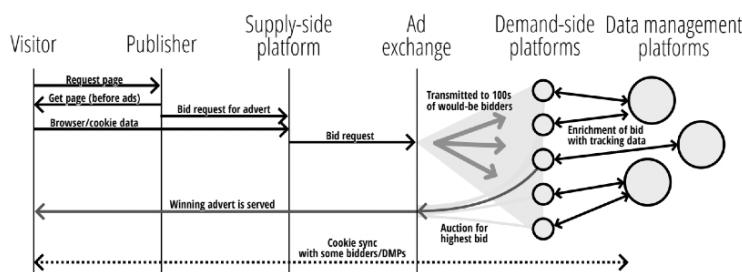 Visitor
Publisher
Supply-side
platform
Ad
exchange
Demand-side
platforms
Data management
platforms
Request page
Get page (before ads)
Bid request for advert
Browser/cookie data
Bid request
Transmitted to 100s
of would-be bidders
Enrichment of bid
with tracking data
Winning advert is served
Auction for
highest bid
Cookie sync
with some bidders/DMPs